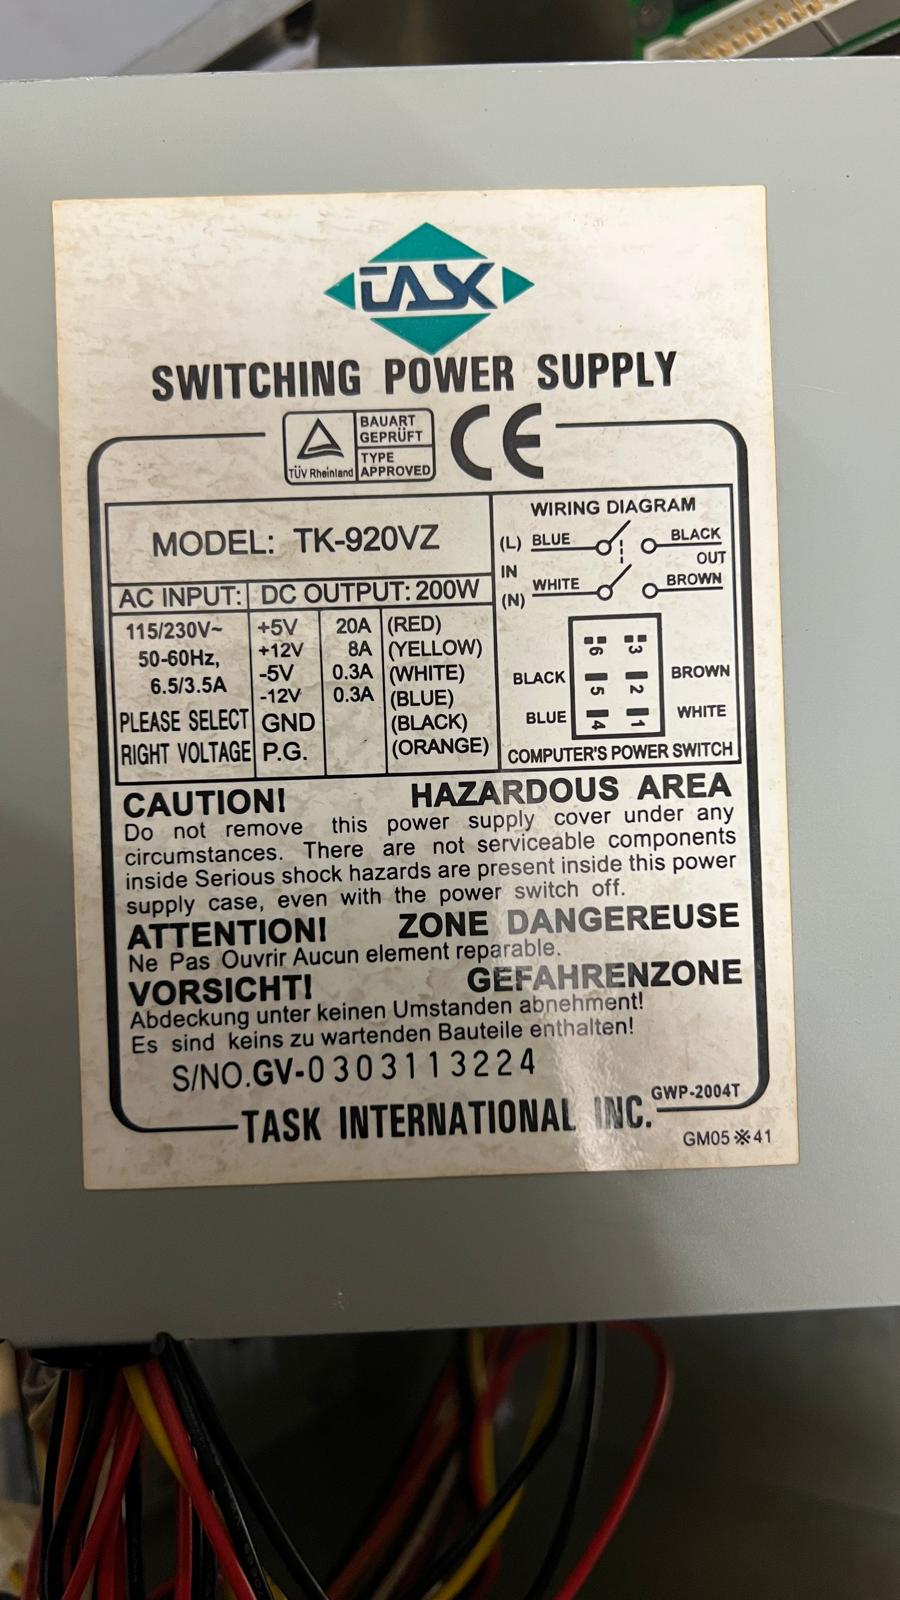 TASK
SWITCHING POWER SUPPLY
TÜV Rheinland
BAUART
GEPRÜFT
TYPE
APPROVED
CE
MODEL: TK-920VZ
AC INPUT:
115/230V~
50-60Hz,
6.5/3.5A
PLEASE SELECT
RIGHT VOLTAGE
DC OUTPUT: 200W
+5V 20A (RED)
+12V 8A (YELLOW)
-5V 0.3A (WHITE)
-12V 0.3A (BLUE)
GND (BLACK)
P.G. (ORANGE)
WIRING DIAGRAM
(L) BLUE BLACK
IN OUT
(N) WHITE BROWN
6 3
BLACK 5 2 BROWN
BLUE 4 1 WHITE
COMPUTER'S POWER SWITCH
CAUTION! HAZARDOUS AREA
Do not remove this power supply cover under any
circumstances. There are not serviceable components
inside Serious shock hazards are present inside this power
supply case, even with the power switch off.
ATTENTION! ZONE DANGEREUSE
Ne Pas Ouvrir Aucun element reparable.
VORSICHT! GEFAHRENZONE
Abdeckung unter keinen Umstanden abnehment!
Es sind keins zu wartenden Bauteile enthalten!
S/NO.GV-0303113224
GWP-2004T
TASK INTERNATIONAL INC.
GM05※41